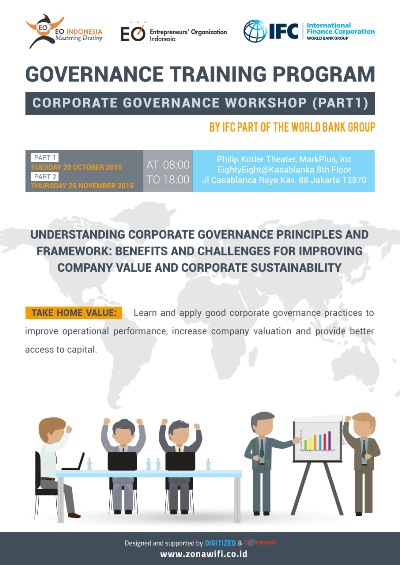 EO
EO INDONESIA
Mastering Destiny
EO Entrepreneurs' Organization
Indonesia
IFC International
Finance Corporation
WORLD BANK GROUP
GOVERNANCE TRAINING PROGRAM
CORPORATE GOVERNANCE WORKSHOP (PART1)
BY IFC PART OF THE WORLD BANK GROUP
PART 1
TUESDAY 20 OCTOBER 2015
PART 2
THURSDAY 26 NOVEMBER 2015
AT 08:00
TO 18:00
Philip Kotler Theater, MarkPlus, Inc
EightyEight@Kasablanka 8th Floor
Jl Casablanca Raya Kav. 88 Jakarta 12870
UNDERSTANDING CORPORATE GOVERNANCE PRINCIPLES AND
FRAMEWORK: BENEFITS AND CHALLENGES FOR IMPROVING
COMPANY VALUE AND CORPORATE SUSTAINABILITY
TAKE HOME VALUE: Learn and apply good corporate governance practices to
improve operational performance, increase company valuation and provide better
access to capital.
Designed and supported by DIGITIZED & ZONAWIFI
www.zonawifi.co.id